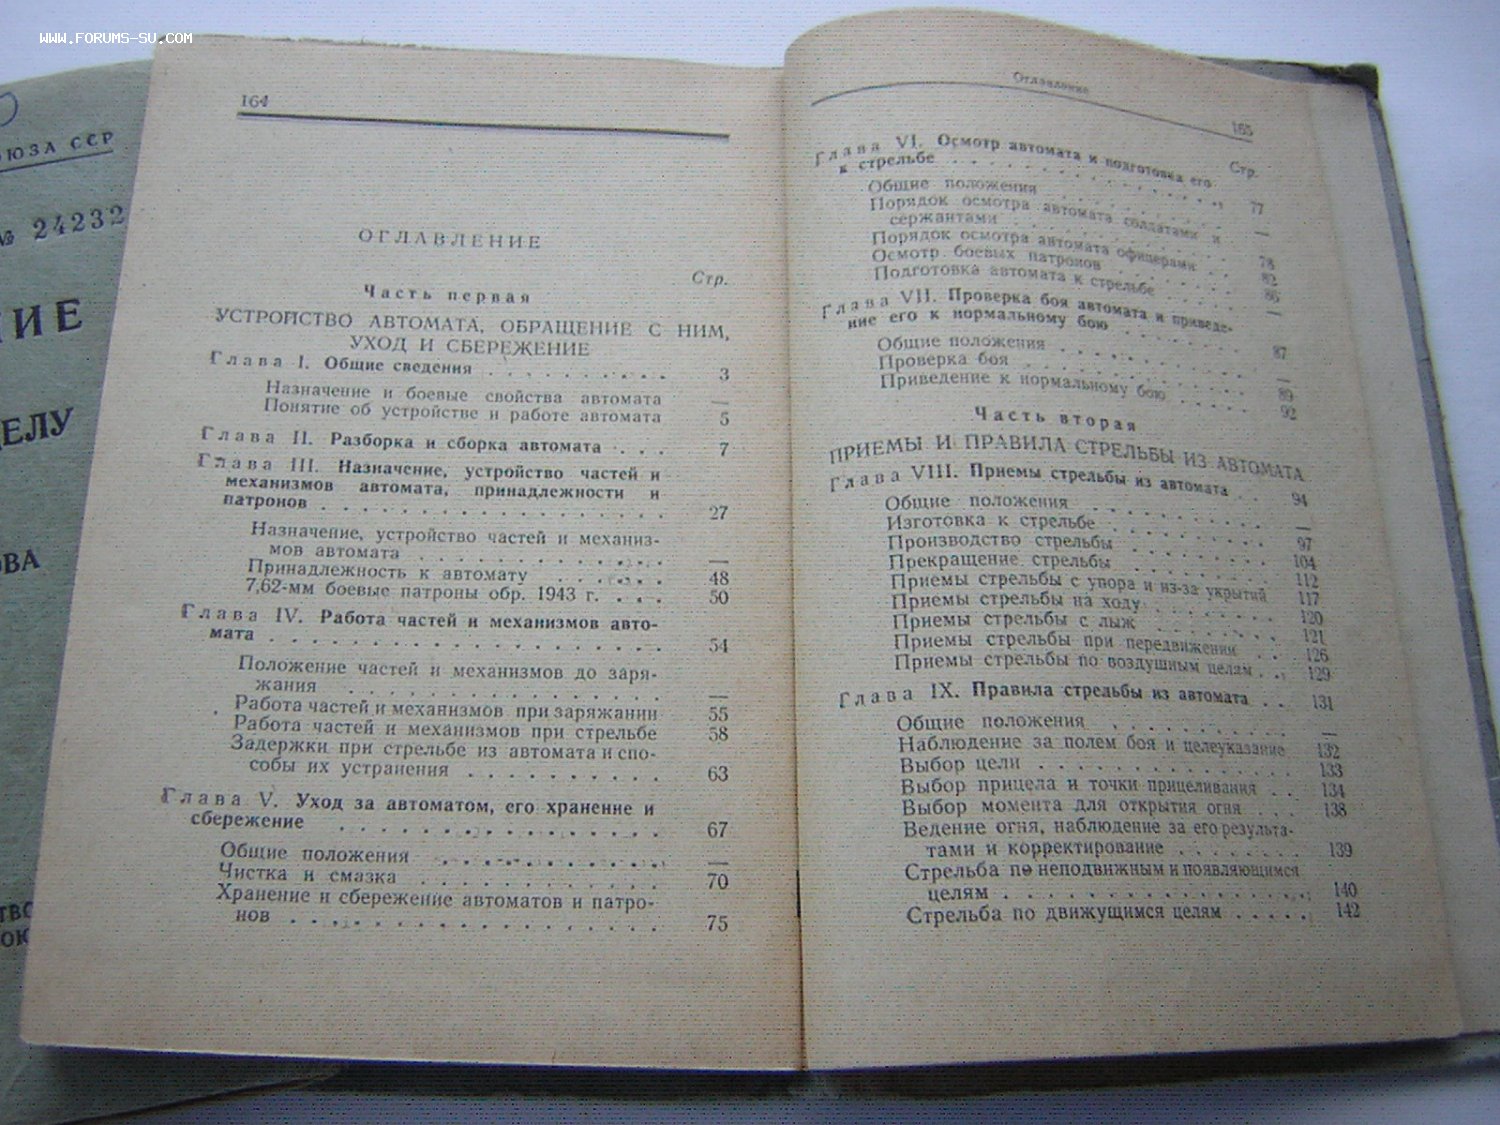 WWW.FORUMS-SU.COM
ОЮЗА ССР
№ 24232
НИЕ
ДЕЛУ
ОВА
164
ОГЛАВЛЕНИЕ
Стр.
Часть первая
УСТРОЙСТВО АВТОМАТА, ОБРАЩЕНИЕ С НИМ,
УХОД И СБЕРЕЖЕНИЕ
Глава I. Общие сведения . . . . . . . . . . 3
Назначение и боевые свойства автомата —
Понятие об устройстве и работе автомата 5
Глава II. Разборка и сборка автомата . . . 7
Глава III. Назначение, устройство частей и
механизмов автомата, принадлежности и
патронов . . . . . . . . . . . . . . . . . 27
Назначение, устройство частей и механиз-
мов автомата . . . . . . . . . . . . . —
Принадлежность к автомату . . . . . . 48
7,62-мм боевые патроны обр. 1943 г. . . . 50
Глава IV. Работа частей и механизмов авто-
мата . . . . . . . . . . . . . . . . . . . 54
Положение частей и механизмов до заря-
жания . . . . . . . . . . . . . . . . —
Работа частей и механизмов при заряжании 55
Работа частей и механизмов при стрельбе 58
Задержки при стрельбе из автомата и спо-
собы их устранения . . . . . . . . . . 63
Глава V. Уход за автоматом, его хранение и
сбережение . . . . . . . . . . . . . . . . 67
Общие положения . . . . . . . . . . . . —
Чистка и смазка . . . . . . . . . . . . 70
Хранение и сбережение автоматов и патро-
нов . . . . . . . . . . . . . . . . . 75
Оглавление
165
Стр.
Глава VI. Осмотр автомата и подготовка его
к стрельбе . . . . . . . . . . . . . . . . 77
Общие положения . . . . . . . . . . . . —
Порядок осмотра автомата солдатами и
сержантами . . . . . . . . . . . . . . 78
Порядок осмотра автомата офицерами . . 82
Осмотр боевых патронов . . . . . . . . 86
Подготовка автомата к стрельбе . . . . —
Глава VII. Проверка боя автомата и приведе-
ние его к нормальному бою . . . . . . . . 87
Общие положения . . . . . . . . . . . . —
Проверка боя . . . . . . . . . . . . . . 89
Приведение к нормальному бою . . . . . 92
Часть вторая
ПРИЕМЫ И ПРАВИЛА СТРЕЛЬБЫ ИЗ АВТОМАТА
Глава VIII. Приемы стрельбы из автомата . . 94
Общие положения . . . . . . . . . . . . —
Изготовка к стрельбе . . . . . . . . . . 97
Производство стрельбы . . . . . . . . . 104
Прекращение стрельбы . . . . . . . . . 112
Приемы стрельбы с упора и из-за укрытий 117
Приемы стрельбы на ходу . . . . . . . . 120
Приемы стрельбы с лыж . . . . . . . . . 121
Приемы стрельбы при передвижении . . 126
Приемы стрельбы по воздушным целям . . 129
Глава IX. Правила стрельбы из автомата . . 131
Общие положения . . . . . . . . . . . . —
Наблюдение за полем боя и целеуказание 132
Выбор цели . . . . . . . . . . . . . . . 133
Выбор прицела и точки прицеливания . . 134
Выбор момента для открытия огня . . . 138
Ведение огня, наблюдение за его результа-
тами и корректирование . . . . . . . . 139
Стрельба по неподвижным и появляющимся
целям . . . . . . . . . . . . . . . . 140
Стрельба по движущимся целям . . . . . 142